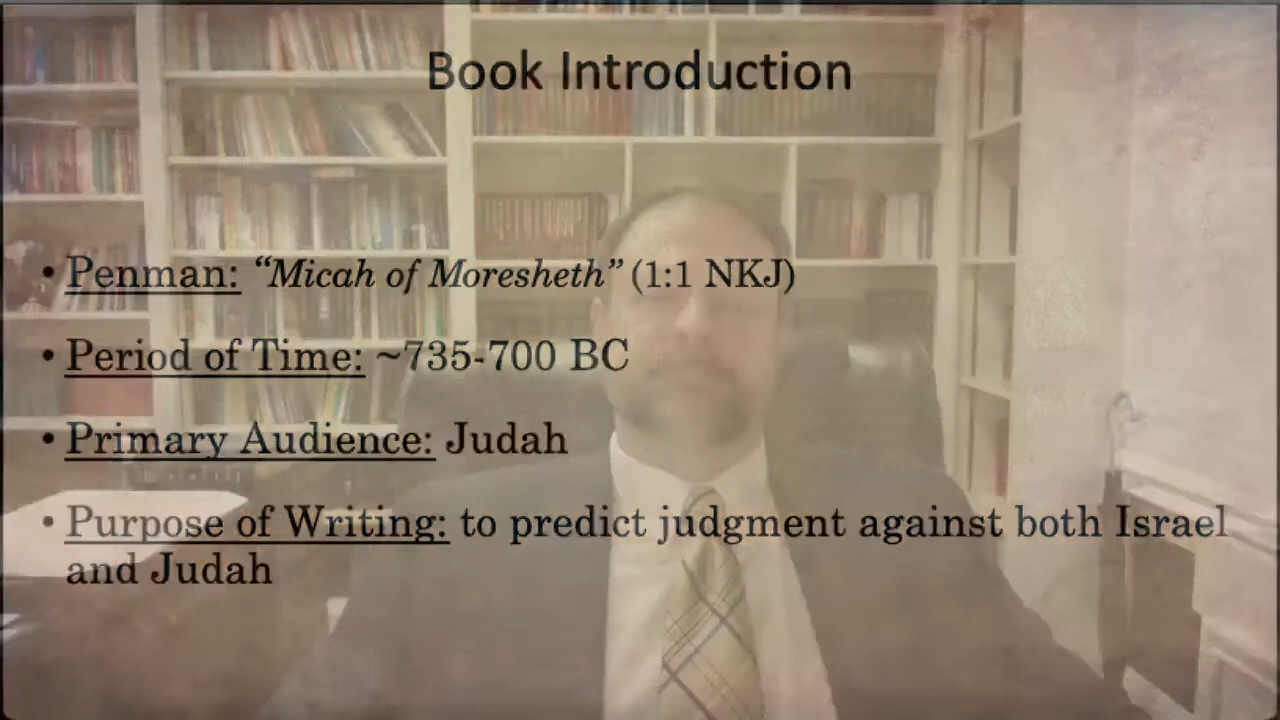 Book Introduction
• Penman: “Micah of Moresheth” (1:1 NKJ)
• Period of Time: ~735-700 BC
• Primary Audience: Judah
• Purpose of Writing: to predict judgment against both Israel
and Judah